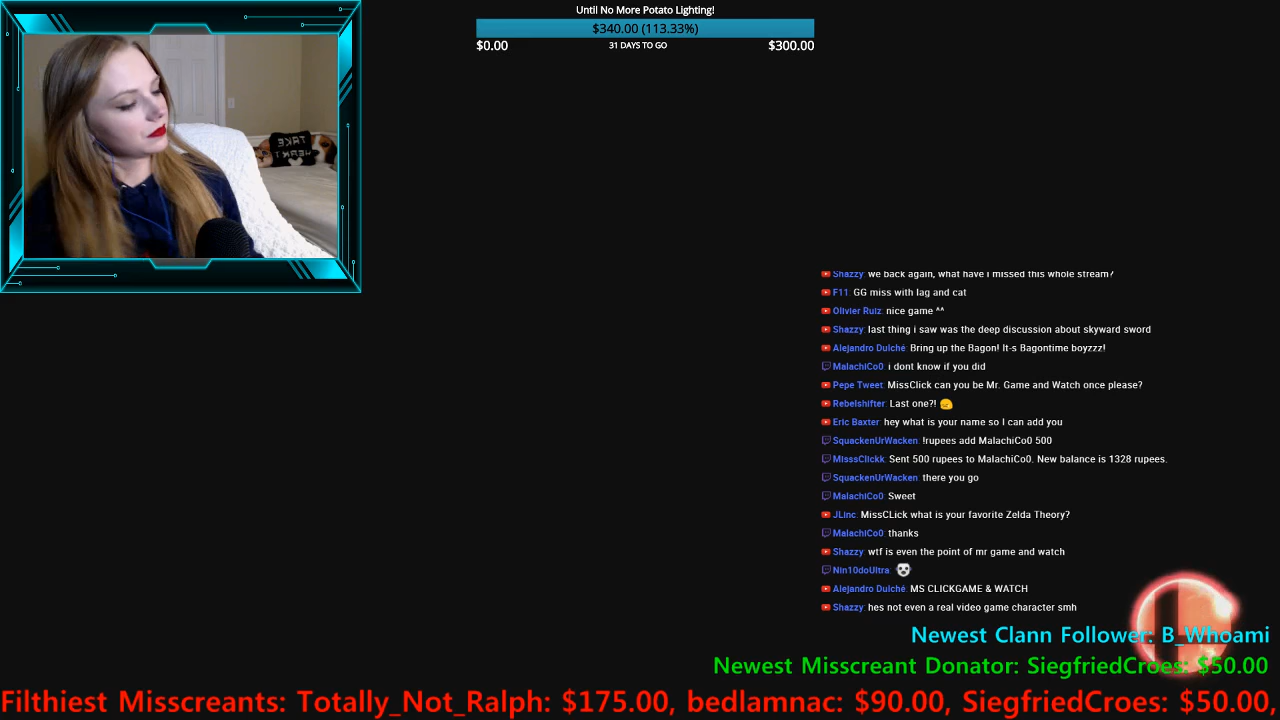 Until No More Potato Lighting!
$340.00 (113.33%)
$0.00 31 DAYS TO GO $300.00
TAKE
HEART
Shazzy: we back again, what have i missed this whole stream?
F11: GG miss with lag and cat
Olivier Ruiz: nice game ^^
Shazzy: last thing i saw was the deep discussion about skyward sword
Alejandro Dulché: Bring up the Bagon! It-s Bagontime boyzzz!
MalachiCo0: i dont know if you did
Pepe Tweet: MissClick can you be Mr. Game and Watch once please?
Rebelshifter: Last one?!
Eric Baxter: hey what is your name so I can add you
SquackenUrWacken: !rupees add MalachiCo0 500
MisssClickk: Sent 500 rupees to MalachiCo0. New balance is 1328 rupees.
SquackenUrWacken: there you go
MalachiCo0: Sweet
JLinc: MissCLick what is your favorite Zelda Theory?
MalachiCo0: thanks
Shazzy: wtf is even the point of mr game and watch
Nin10doUltra:
Alejandro Dulché: MS CLICKGAME & WATCH
Shazzy: hes not even a real video game character smh
Newest Clann Follower: B_Whoami
Newest Misscreant Donator: SiegfriedCroes: $50.00
Filthiest Misscreants: Totally_Not_Ralph: $175.00, bedlamnac: $90.00, SiegfriedCroes: $50.00,